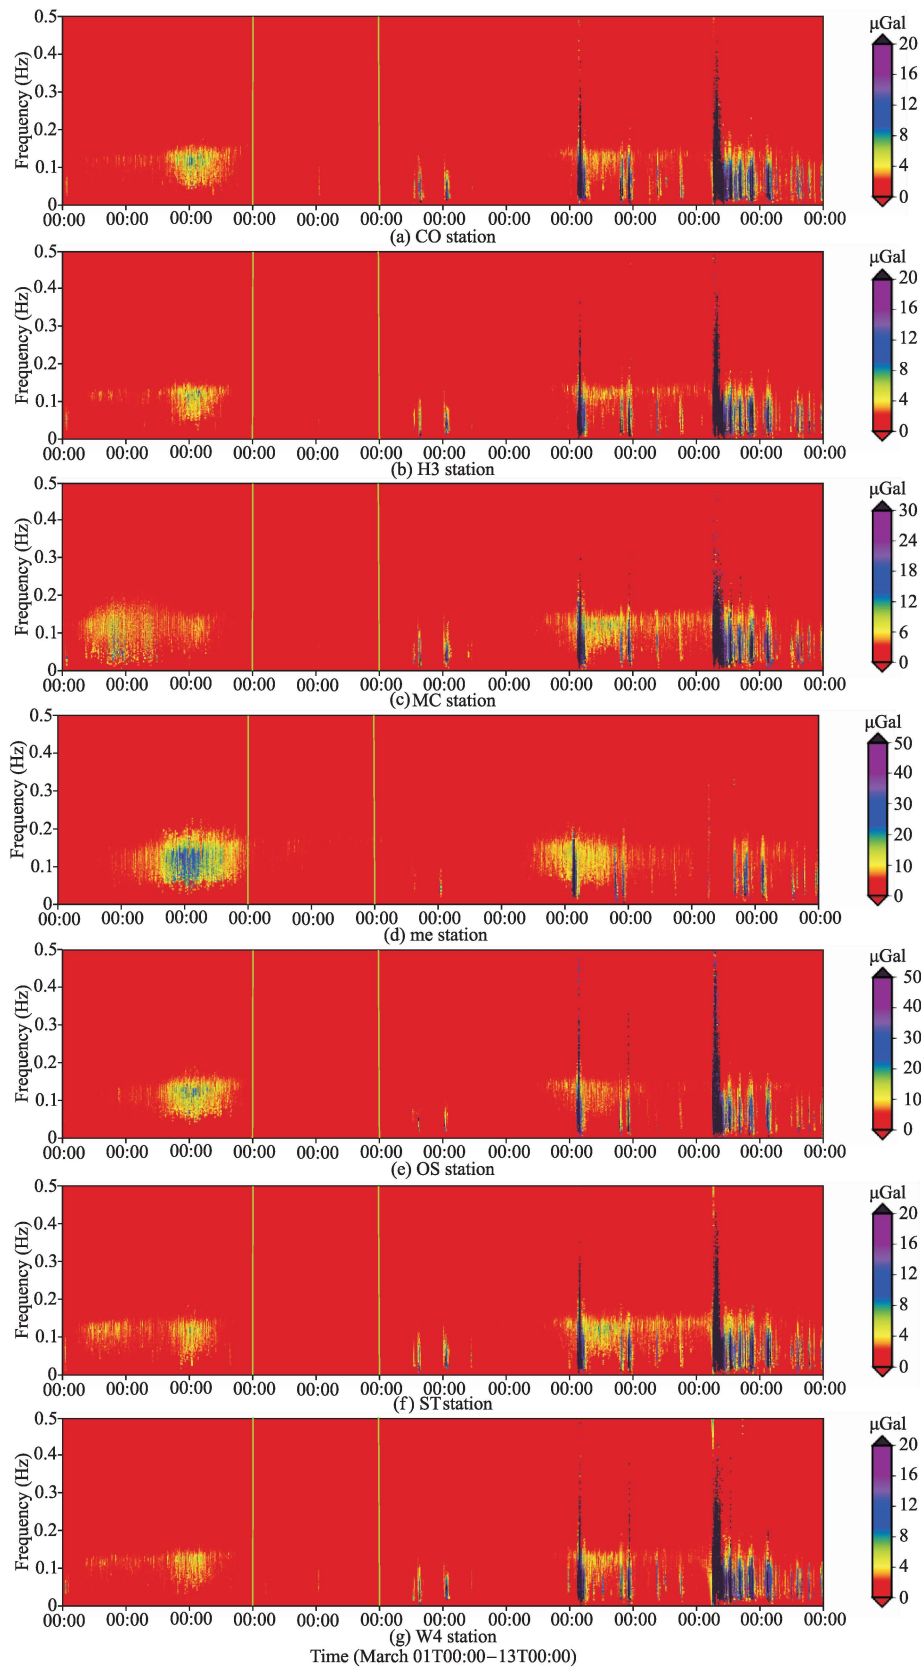 μGal
0.5 20
0.4 16
Frequency (Hz)
0.3 12
0.2 8
0.1 4
0 0
00:00 00:00 00:00 00:00 00:00 00:00 00:00 00:00 00:00 00:00 00:00 00:00 00:00
(a) CO station
μGal
0.5 20
0.4 16
Frequency (Hz)
0.3 12
0.2 8
0.1 4
0 0
00:00 00:00 00:00 00:00 00:00 00:00 00:00 00:00 00:00 00:00 00:00 00:00 00:00
(b) H3 station
μGal
0.5 30
0.4 24
Frequency (Hz)
0.3 18
0.2 12
0.1 6
0 0
00:00 00:00 00:00 00:00 00:00 00:00 00:00 00:00 00:00 00:00 00:00 00:00 00:00
(c) MC station
μGal
0.5 50
0.4 40
Frequency (Hz)
0.3 30
0.2 20
0.1 10
0 0
00:00 00:00 00:00 00:00 00:00 00:00 00:00 00:00 00:00 00:00 00:00 00:00 00:00
(d) me station
μGal
0.5 50
0.4 40
Frequency (Hz)
0.3 30
0.2 20
0.1 10
0 0
00:00 00:00 00:00 00:00 00:00 00:00 00:00 00:00 00:00 00:00 00:00 00:00 00:00
(e) OS station
μGal
0.5 20
0.4 16
Frequency (Hz)
0.3 12
0.2 8
0.1 4
0 0
00:00 00:00 00:00 00:00 00:00 00:00 00:00 00:00 00:00 00:00 00:00 00:00 00:00
(f) STstation
μGal
0.5 20
0.4 16
Frequency (Hz)
0.3 12
0.2 8
0.1 4
0 0
00:00 00:00 00:00 00:00 00:00 00:00 00:00 00:00 00:00 00:00 00:00 00:00 00:00
(g) W4 station
Time (March 01T00:00−13T00:00)